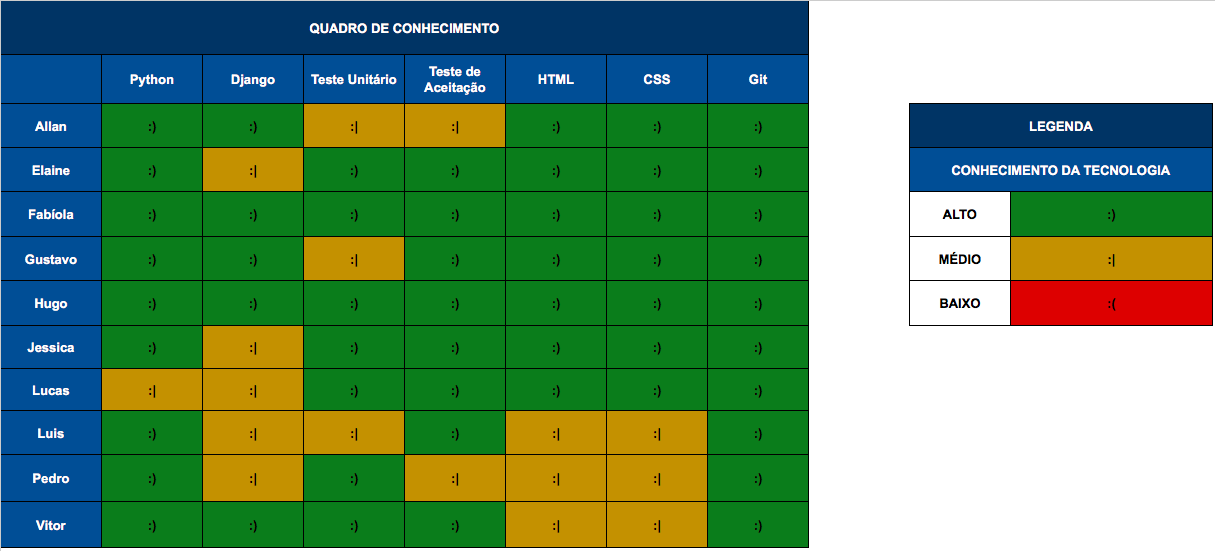 QUADRO DE CONHECIMENTO
Python Django Teste Unitário Teste de Aceitação HTML CSS Git
Allan :) :) :| :| :) :) :)
Elaine :) :| :) :) :) :) :)
Fabíola :) :) :) :) :) :) :)
Gustavo :) :) :| :) :) :) :)
Hugo :) :) :) :) :) :) :)
Jessica :) :| :) :) :) :) :)
Lucas :| :| :) :) :) :) :)
Luis :) :| :| :) :| :| :)
Pedro :) :| :) :| :| :| :)
Vitor :) :) :) :) :| :| :)
LEGENDA
CONHECIMENTO DA TECNOLOGIA
ALTO :)
MÉDIO :|
BAIXO :(